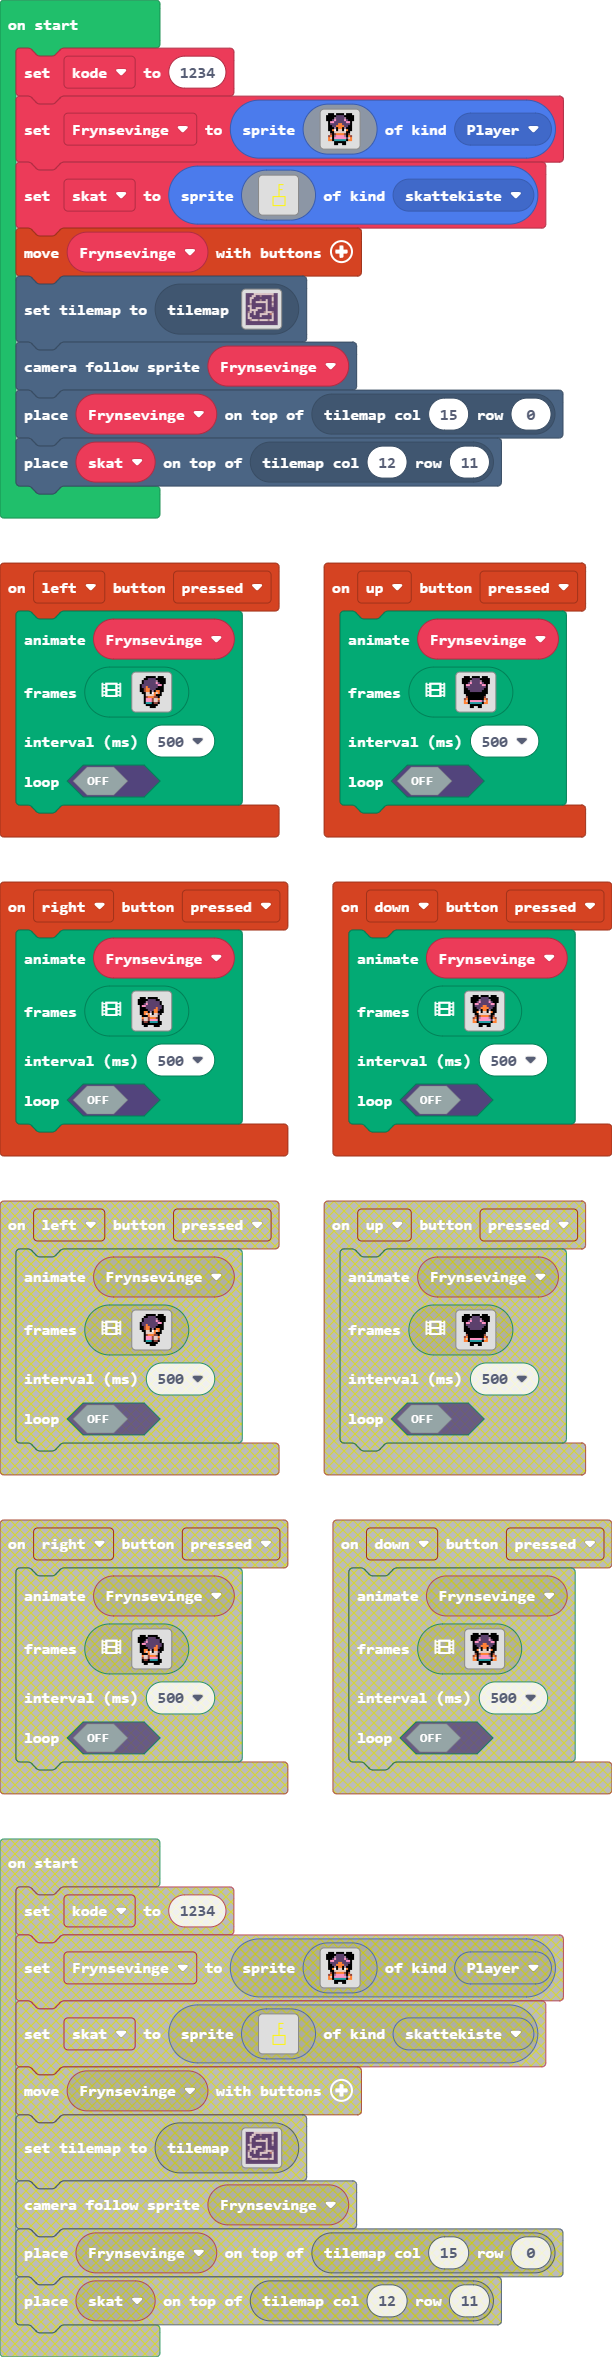 on start
set kode to 1234
set Frynsevinge to sprite of kind Player
set skat to sprite of kind skattekiste
move Frynsevinge with buttons
set tilemap to tilemap
camera follow sprite Frynsevinge
place Frynsevinge on top of tilemap col 15 row 0
place skat on top of tilemap col 12 row 11
on left button pressed
animate Frynsevinge
frames
interval (ms) 500
loop OFF
on up button pressed
animate Frynsevinge
frames
interval (ms) 500
loop OFF
on right button pressed
animate Frynsevinge
frames
interval (ms) 500
loop OFF
on down button pressed
animate Frynsevinge
frames
interval (ms) 500
loop OFF
on left button pressed
animate Frynsevinge
frames
interval (ms) 500
loop OFF
on up button pressed
animate Frynsevinge
frames
interval (ms) 500
loop OFF
on right button pressed
animate Frynsevinge
frames
interval (ms) 500
loop OFF
on down button pressed
animate Frynsevinge
frames
interval (ms) 500
loop OFF
on start
set kode to 1234
set Frynsevinge to sprite of kind Player
set skat to sprite of kind skattekiste
move Frynsevinge with buttons
set tilemap to tilemap
camera follow sprite Frynsevinge
place Frynsevinge on top of tilemap col 15 row 0
place skat on top of tilemap col 12 row 11